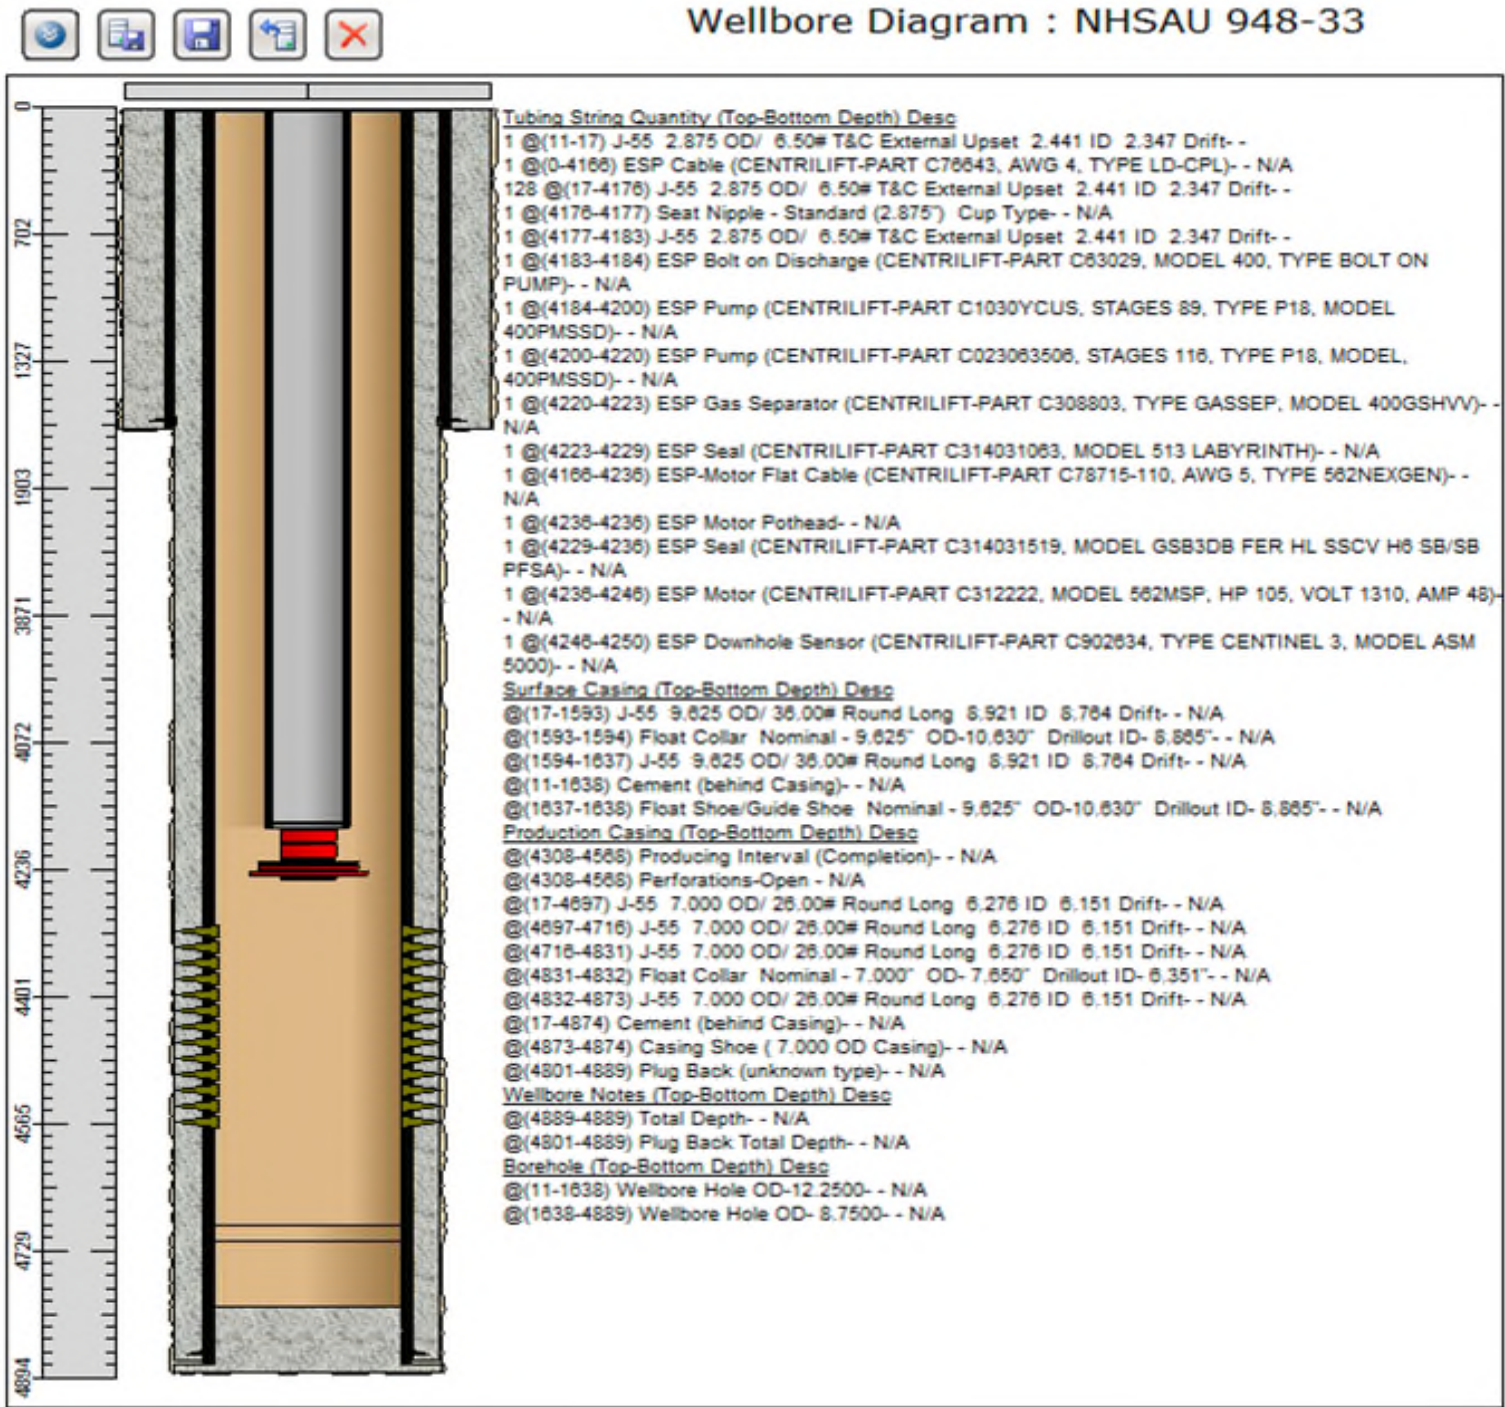 Wellbore Diagram : NHSAU 948-33
0
702
1327
1903
3871
4072
4236
4401
4565
4729
4894
Tubing String Quantity (Top-Bottom Depth) Desc
1 @(11-17) J-55 2.875 OD/ 6.50# T&C External Upset 2.441 ID 2.347 Drift- -
1 @(0-4166) ESP Cable (CENTRILIFT-PART C76643, AWG 4, TYPE LD-CPL)- - N/A
128 @(17-4176) J-55 2.875 OD/ 6.50# T&C External Upset 2.441 ID 2.347 Drift- -
1 @(4176-4177) Seat Nipple - Standard (2.875") Cup Type- - N/A
1 @(4177-4183) J-55 2.875 OD/ 6.50# T&C External Upset 2.441 ID 2.347 Drift- -
1 @(4183-4184) ESP Bolt on Discharge (CENTRILIFT-PART C63029, MODEL 400, TYPE BOLT ON
PUMP)- - N/A
1 @(4184-4200) ESP Pump (CENTRILIFT-PART C1030YCUS, STAGES 89, TYPE P18, MODEL
400PMSSD)- - N/A
1 @(4200-4220) ESP Pump (CENTRILIFT-PART C023063506, STAGES 116, TYPE P18, MODEL,
400PMSSD)- - N/A
1 @(4220-4223) ESP Gas Separator (CENTRILIFT-PART C308803, TYPE GASSEP, MODEL 400GSHVV)- -
N/A
1 @(4223-4229) ESP Seal (CENTRILIFT-PART C314031063, MODEL 513 LABYRINTH)- - N/A
1 @(4166-4236) ESP-Motor Flat Cable (CENTRILIFT-PART C78715-110, AWG 5, TYPE 562NEXGEN)- -
N/A
1 @(4236-4236) ESP Motor Pothead- - N/A
1 @(4229-4236) ESP Seal (CENTRILIFT-PART C314031519, MODEL GSB3DB FER HL SSCV H6 SB/SB
PFSA)- - N/A
1 @(4236-4246) ESP Motor (CENTRILIFT-PART C312222, MODEL 562MSP, HP 105, VOLT 1310, AMP 48)-
- N/A
1 @(4246-4250) ESP Downhole Sensor (CENTRILIFT-PART C902634, TYPE CENTINEL 3, MODEL ASM
5000)- - N/A
Surface Casing (Top-Bottom Depth) Desc
@(17-1593) J-55 9.625 OD/ 36.00# Round Long 8.921 ID 8.764 Drift- - N/A
@(1593-1594) Float Collar Nominal - 9.625" OD-10.630" Drillout ID- 8.865"- - N/A
@(1594-1637) J-55 9.625 OD/ 36.00# Round Long 8.921 ID 8.764 Drift- - N/A
@(11-1638) Cement (behind Casing)- - N/A
@(1637-1638) Float Shoe/Guide Shoe Nominal - 9.625" OD-10.630" Drillout ID- 8.865"- - N/A
Production Casing (Top-Bottom Depth) Desc
@(4308-4568) Producing Interval (Completion)- - N/A
@(4308-4568) Perforations-Open - N/A
@(17-4697) J-55 7.000 OD/ 26.00# Round Long 6.276 ID 6.151 Drift- - N/A
@(4697-4716) J-55 7.000 OD/ 26.00# Round Long 6.276 ID 6.151 Drift- - N/A
@(4716-4831) J-55 7.000 OD/ 26.00# Round Long 6.276 ID 6.151 Drift- - N/A
@(4831-4832) Float Collar Nominal - 7.000" OD- 7.650" Drillout ID- 6.351"- - N/A
@(4832-4873) J-55 7.000 OD/ 26.00# Round Long 6.276 ID 6.151 Drift- - N/A
@(17-4874) Cement (behind Casing)- - N/A
@(4873-4874) Casing Shoe ( 7.000 OD Casing)- - N/A
@(4801-4889) Plug Back (unknown type)- - N/A
Wellbore Notes (Top-Bottom Depth) Desc
@(4889-4889) Total Depth- - N/A
@(4801-4889) Plug Back Total Depth- - N/A
Borehole (Top-Bottom Depth) Desc
@(11-1638) Wellbore Hole OD-12.2500- - N/A
@(1638-4889) Wellbore Hole OD- 8.7500- - N/A